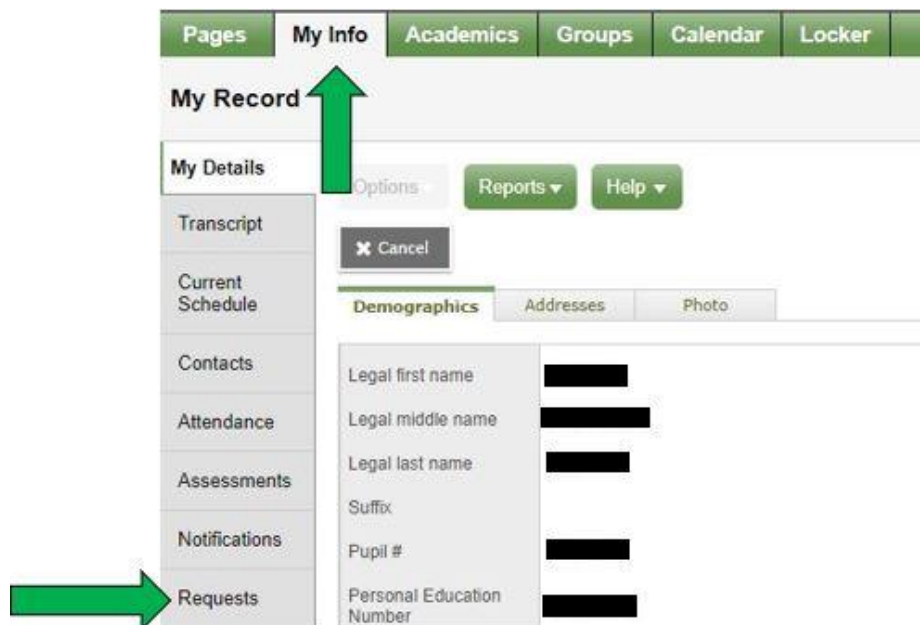 Pages My Info Academics Groups Calendar Locker
My Record
My Details
Options Reports Help
Transcript
Cancel
Current
Schedule
Demographics Addresses Photo
Contacts
Legal first name
Attendance
Legal middle name
Legal last name
Assessments
Suffix
Notifications
Pupil #
Requests
Personal Education
Number